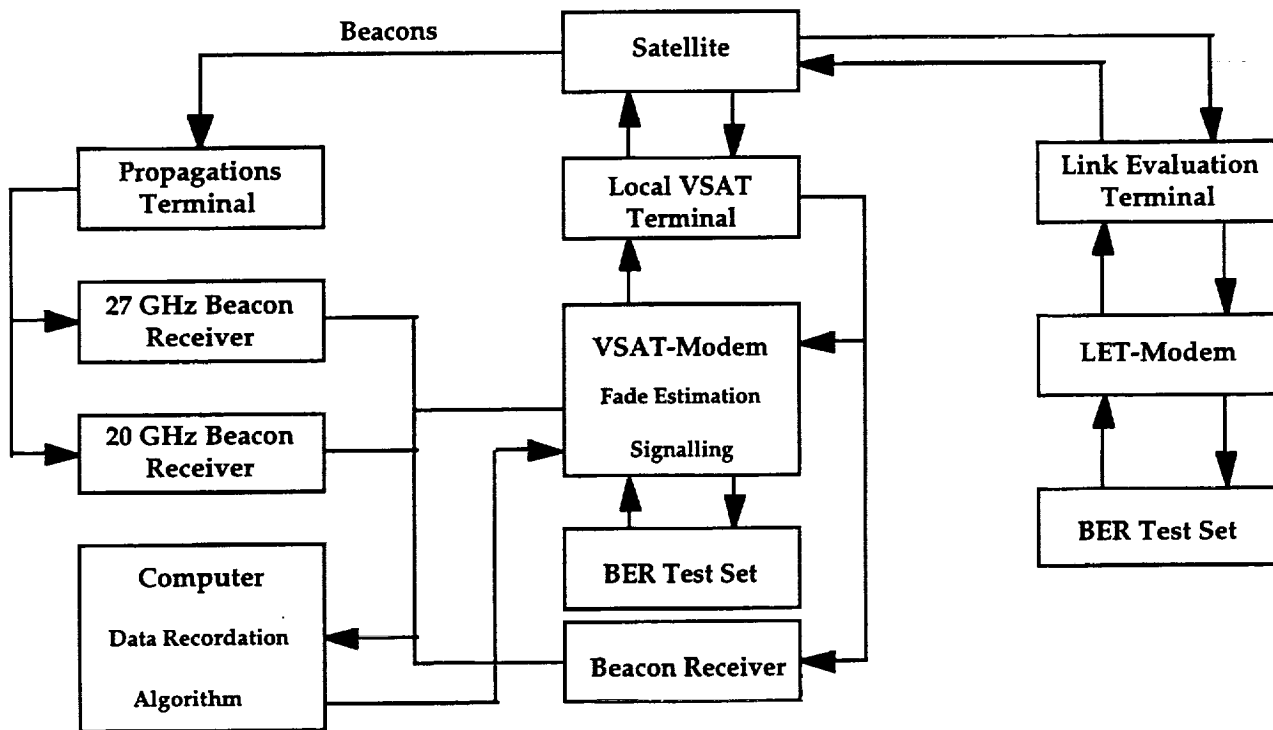 Beacons
Satellite
Propagations
Terminal
Local VSAT
Terminal
Link Evaluation
Terminal
27 GHz Beacon
Receiver
VSAT-Modem
Fade Estimation
Signalling
LET-Modem
20 GHz Beacon
Receiver
BER Test Set
BER Test Set
Computer
Data Recordation
Algorithm
Beacon Receiver